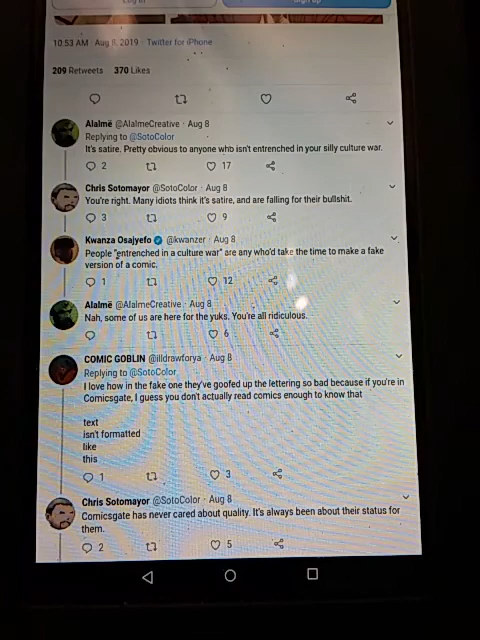 Log in
Sign up
10:53 AM · Aug 8, 2019 · Twitter for iPhone
209 Retweets 370 Likes
Alalmë @AlalmeCreative · Aug 8
Replying to @SotoColor
It's satire. Pretty obvious to anyone who isn't entrenched in your silly culture war.
2 17
Chris Sotomayor @SotoColor · Aug 8
You're right. Many idiots think it's satire, and are falling for their bullshit.
3 9
Kwanza Osajyefo @kwanzer · Aug 8
People "entrenched in a culture war" are any who'd take the time to make a fake
version of a comic.
1 12
Alalmë @AlalmeCreative · Aug 8
Nah, some of us are here for the yuks. You're all ridiculous.
6
COMIC GOBLIN @illdrawforya · Aug 8
Replying to @SotoColor
I love how in the fake one they've goofed up the lettering so bad because if you're in
Comicsgate, I guess you don't actually read comics enough to know that
text
isn't formatted
like
this
1 3
Chris Sotomayor @SotoColor · Aug 8
Comicsgate has never cared about quality. It's always been about their status for
them.
2 5